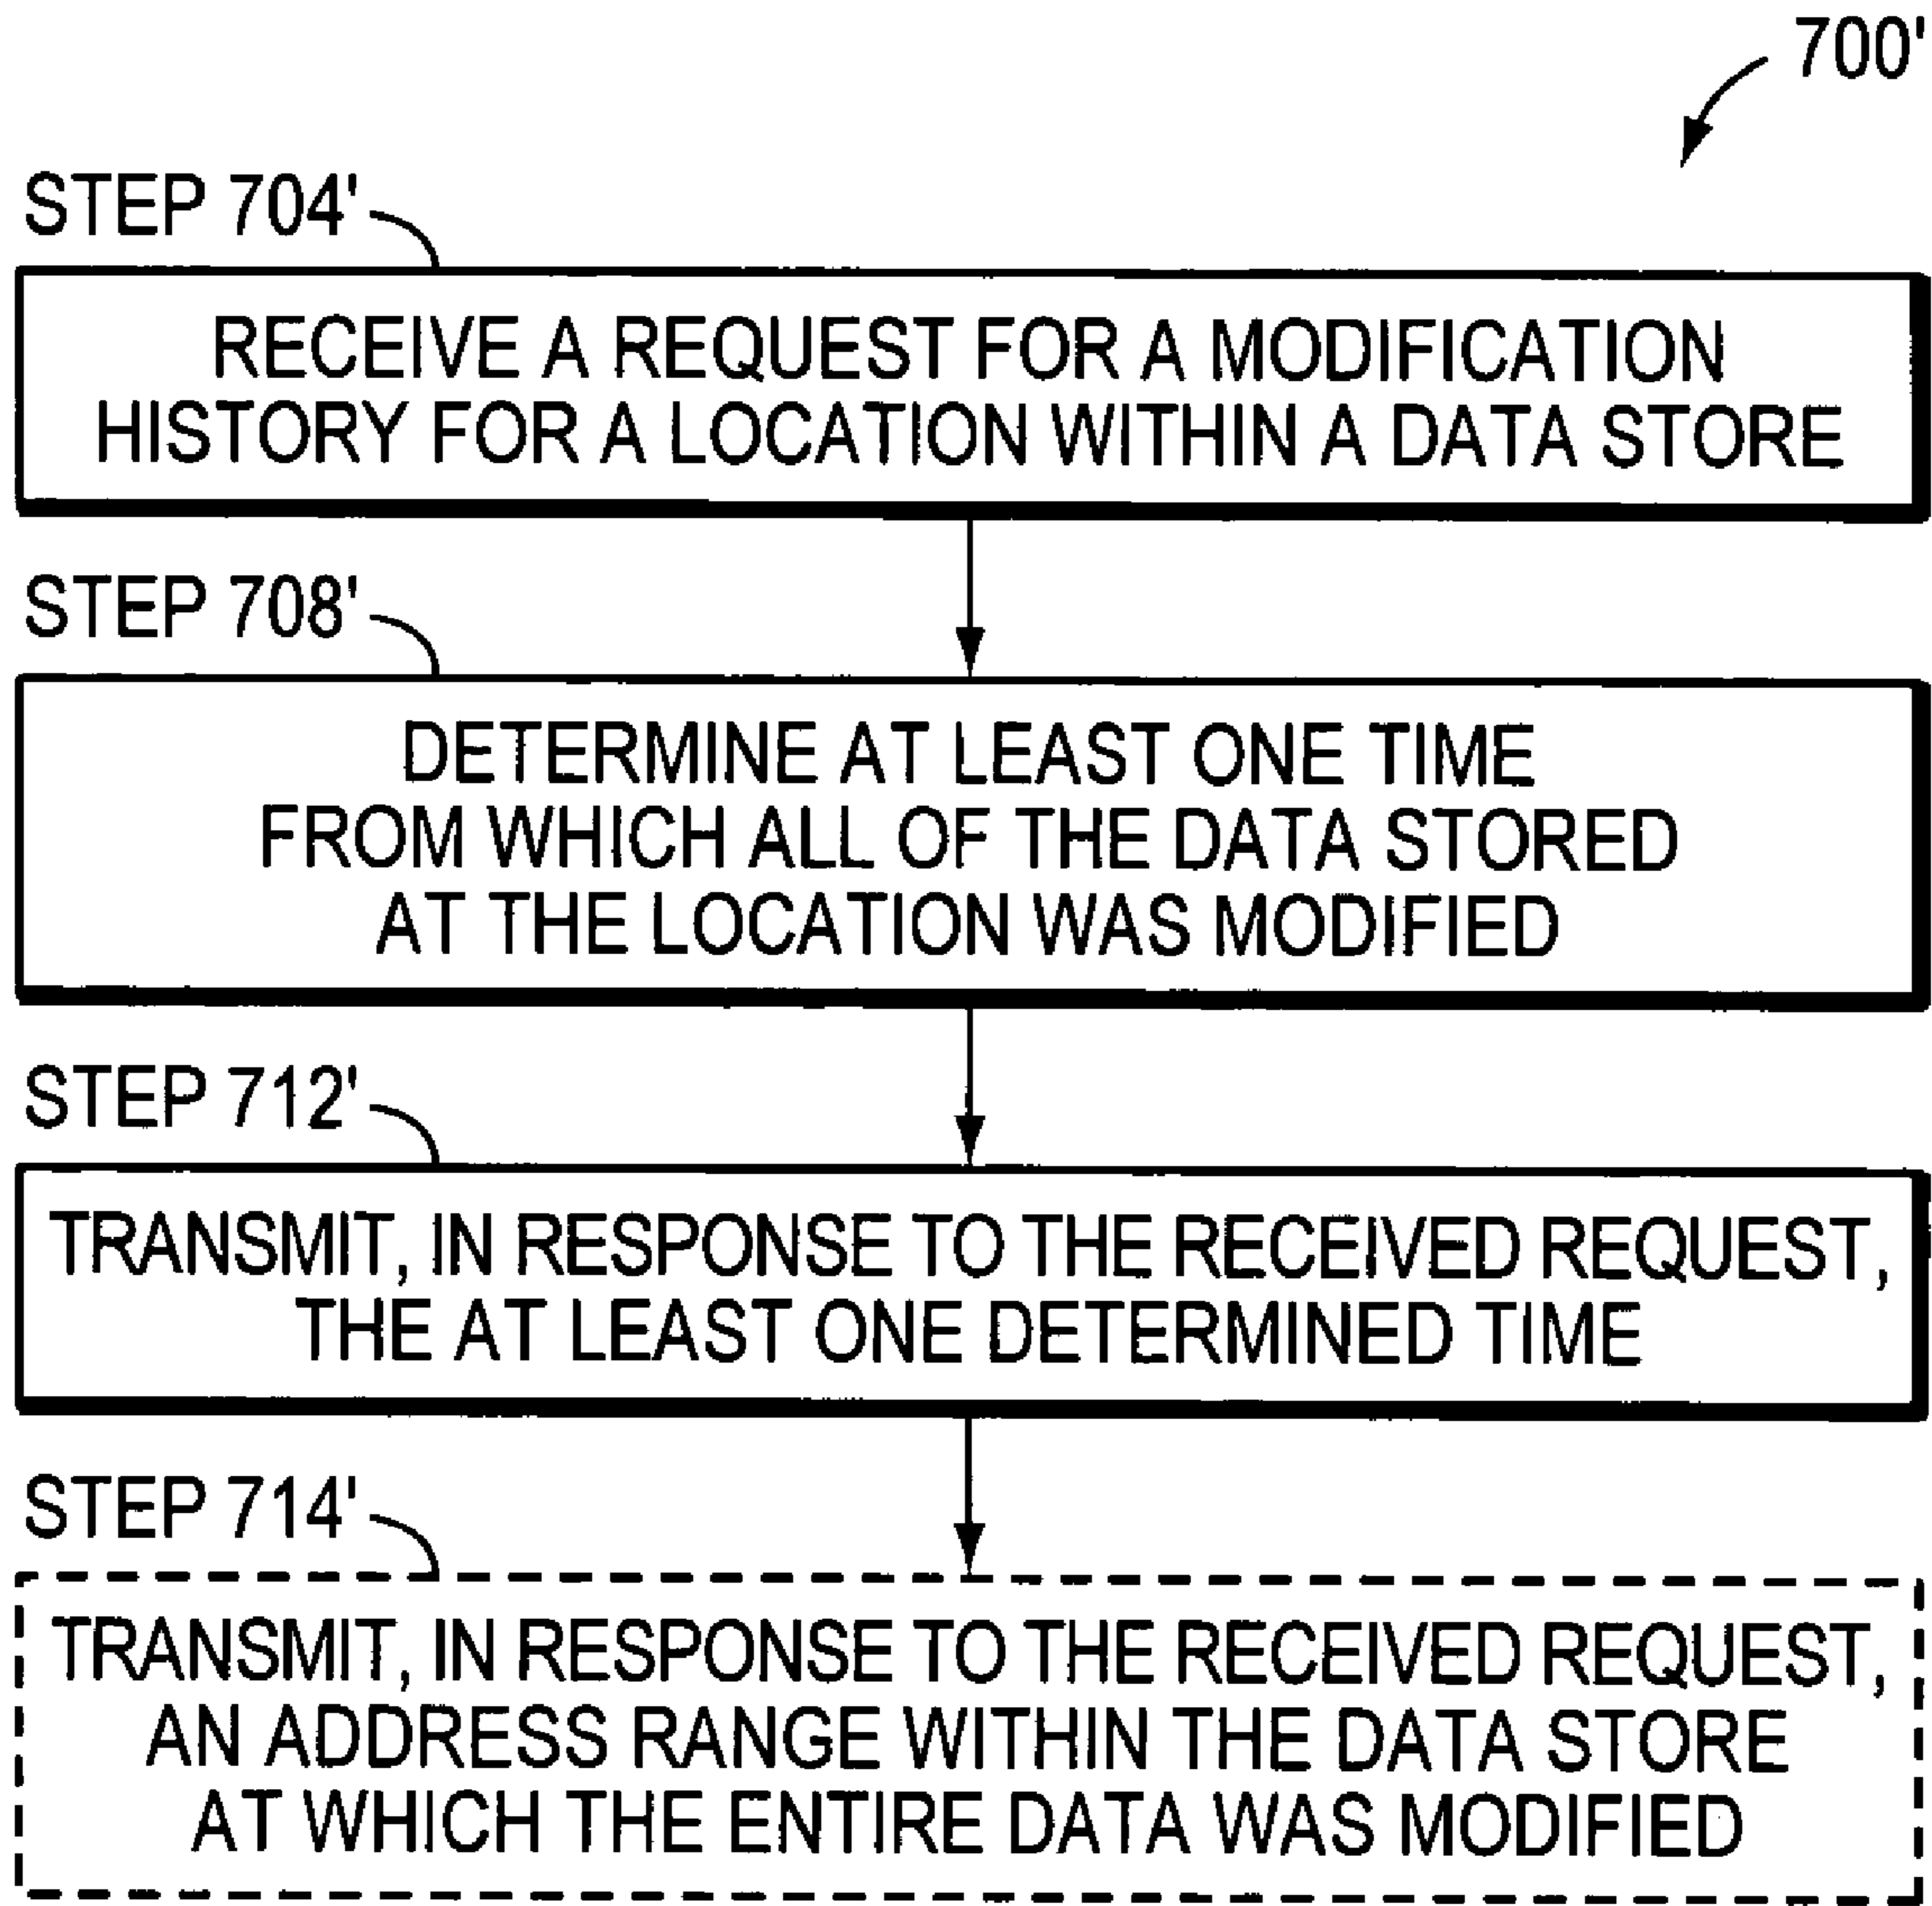 700'
STEP 704'
RECEIVE A REQUEST FOR A MODIFICATION
HISTORY FOR A LOCATION WITHIN A DATA STORE
STEP 708'
DETERMINE AT LEAST ONE TIME
FROM WHICH ALL OF THE DATA STORED
AT THE LOCATION WAS MODIFIED
STEP 712'
TRANSMIT, IN RESPONSE TO THE RECEIVED REQUEST,
THE AT LEAST ONE DETERMINED TIME
STEP 714'
TRANSMIT, IN RESPONSE TO THE RECEIVED REQUEST,
AN ADDRESS RANGE WITHIN THE DATA STORE
AT WHICH THE ENTIRE DATA WAS MODIFIED